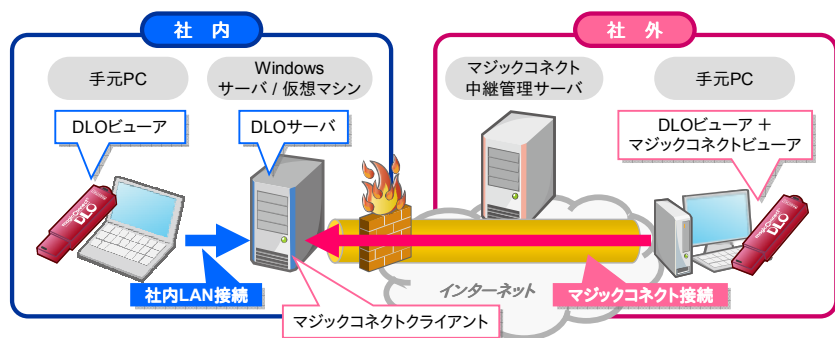 社 内
社 外
手元PC
Windows
サーバ / 仮想マシン
マジックコネクト
中継管理サーバ
手元PC
DLOビューア
DLOサーバ
DLOビューア ＋
マジックコネクトビューア
DLO
DLO
社内LAN接続
インターネット
マジックコネクト接続
マジックコネクトクライアント